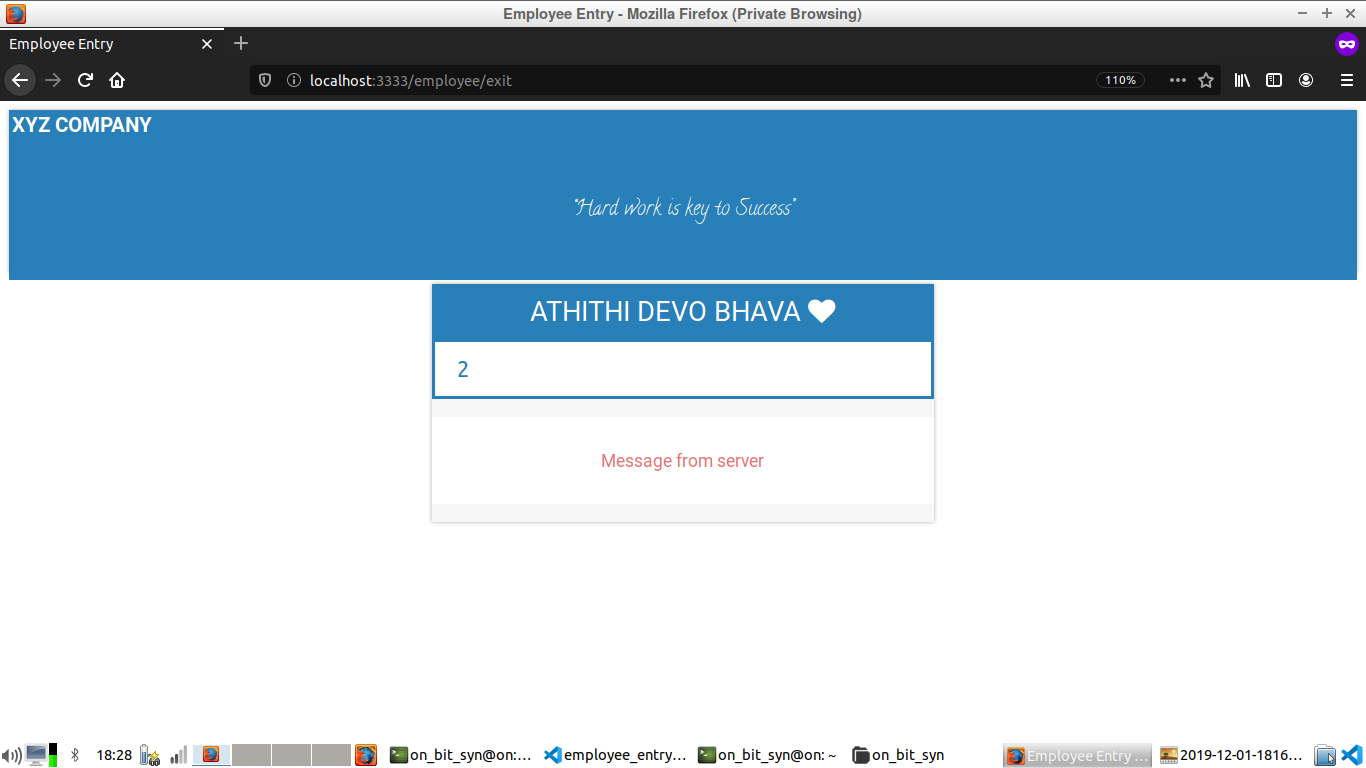 Employee Entry - Mozilla Firefox (Private Browsing)
Employee Entry
localhost:3333/employee/exit
110%
XYZ COMPANY
"Hard work is key to Success"
ATHITHI DEVO BHAVA
2
Message from server
18:28
on_bit_syn@on:...
employee_entry...
on_bit_syn@on: ~
on_bit_syn
Employee Entry ...
2019-12-01-1816...